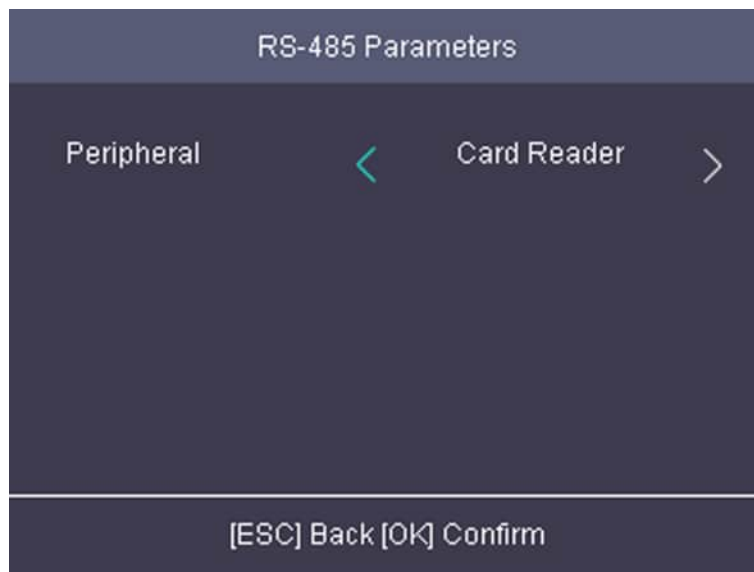 RS-485 Parameters
Peripheral < Card Reader >
[ESC] Back [OK] Confirm